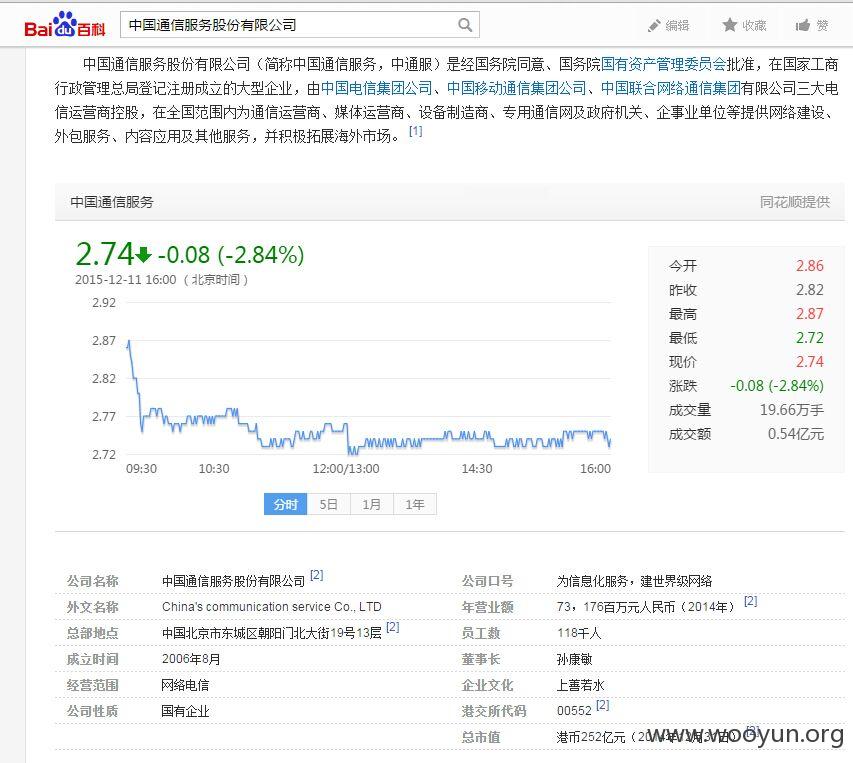 Bai du 百科
中国通信服务股份有限公司
编辑 收藏 赞
中国通信服务股份有限公司（简称中国通信服务，中通服）是经国务院同意、国务院国有资产管理委员会批准，在国家工商
行政管理总局登记注册成立的大型企业，由中国电信集团公司、中国移动通信集团公司、中国联合网络通信集团有限公司三大电
信运营商控股，在全国范围内为通信运营商、媒体运营商、设备制造商、专用通信网及政府机关、企事业单位等提供网络建设、
外包服务、内容应用及其他服务，并积极拓展海外市场。 [1]
中国通信服务 同花顺提供
2.74 -0.08 (-2.84%)
2015-12-11 16:00 （北京时间）
2.92
2.87
2.82
2.77
2.72
09:30 10:30 12:00/13:00 14:30 16:00
分时 5日 1月 1年
今开 2.86
昨收 2.82
最高 2.87
最低 2.72
现价 2.74
涨跌 -0.08 (-2.84%)
成交量 19.66万手
成交额 0.54亿元
公司名称 中国通信服务股份有限公司 [2] 公司口号 为信息化服务，建世界级网络
外文名称 China's communication service Co., LTD 年营业额 73，176百万元人民币（2014年） [2]
总部地点 中国北京市东城区朝阳门北大街19号13层 [2] 员工数 118千人
成立时间 2006年8月 董事长 孙康敏
经营范围 网络电信 企业文化 上善若水
公司性质 国有企业 港交所代码 00552 [2]
总市值 港币252亿元 [2]
www.wooyun.org